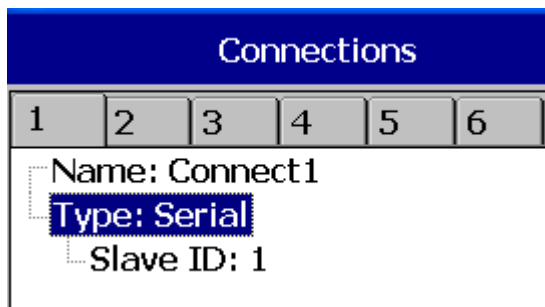 Connections
1 2 3 4 5 6
Name: Connect1
Type: Serial
Slave ID: 1